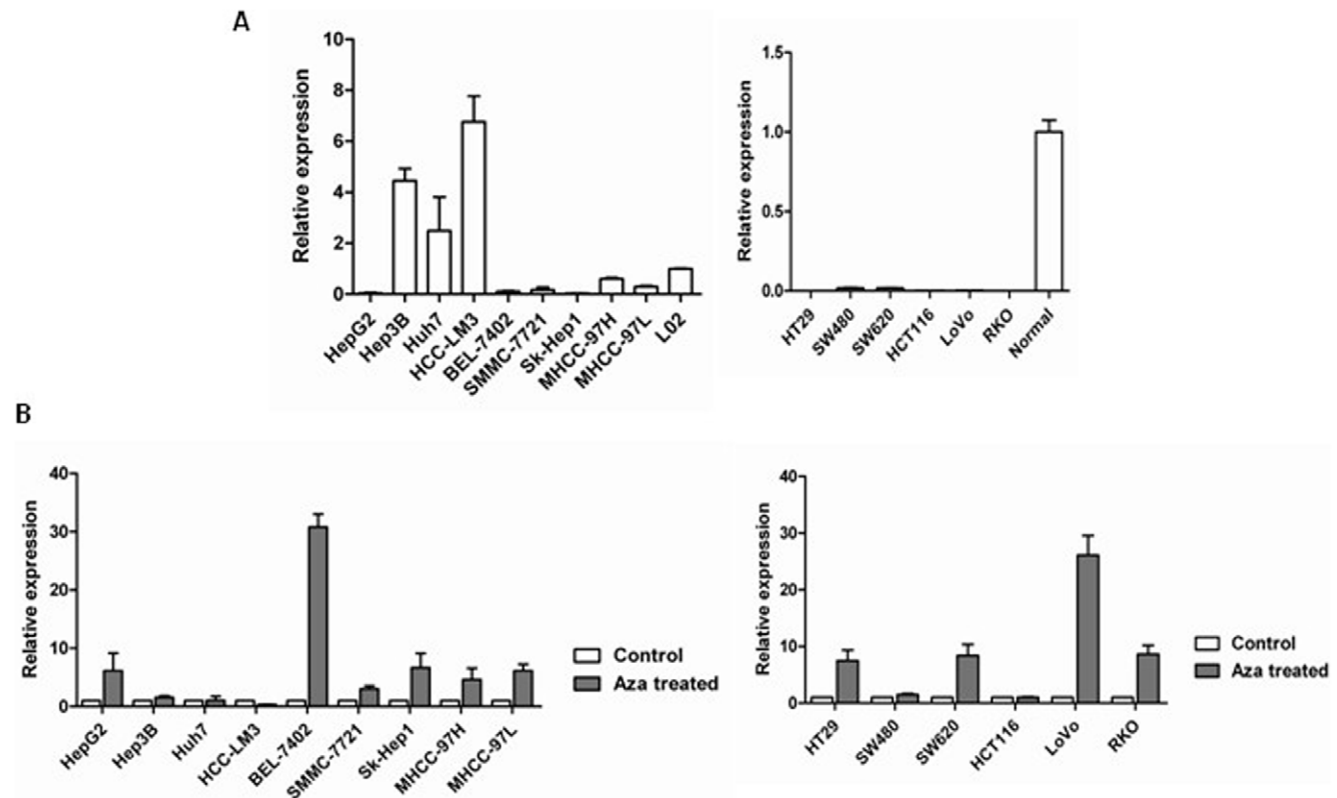 A
10
8
6
4
2
0
Relative expression
HepG2
Hep3B
Huh7
HCC-LM3
BEL-7402
SMMC-7721
Sk-Hep1
MHCC-97H
MHCC-97L
L02
1.5
1.0
0.5
0.0
Relative expression
HT29
SW480
SW620
HCT116
LoVo
RKO
Normal
B
40
30
20
10
0
Relative expression
HepG2
Hep3B
Huh7
HCC-LM3
BEL-7402
SMMC-7721
Sk-Hep1
MHCC-97H
MHCC-97L
Control
Aza treated
40
30
20
10
0
Relative expression
HT29
SW480
SW620
HCT116
LoVo
RKO
Control
Aza treated